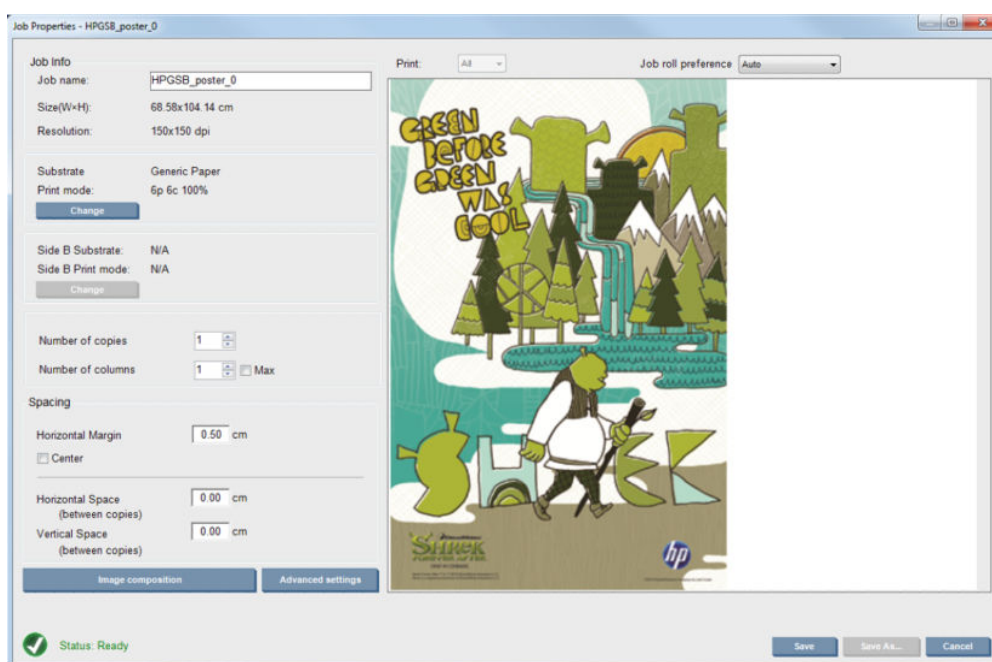 Job Properties - HPGSB_poster_0
Job Info
Job name: HPGSB_poster_0
Size(W×H): 68.58x104.14 cm
Resolution: 150x150 dpi
Substrate Generic Paper
Print mode: 6p 6c 100%
Change
Side B Substrate: N/A
Side B Print mode: N/A
Change
Number of copies 1
Number of columns 1 Max
Spacing
Horizontal Margin 0.50 cm
Center
Horizontal Space 0.00 cm
(between copies)
Vertical Space 0.00 cm
(between copies)
Image composition Advanced settings
Status: Ready
Print: All Job roll preference Auto
GREEN
BEFORE
GREEN
WAS
COOL
SHREK
SHREK
hp
Save Save As... Cancel